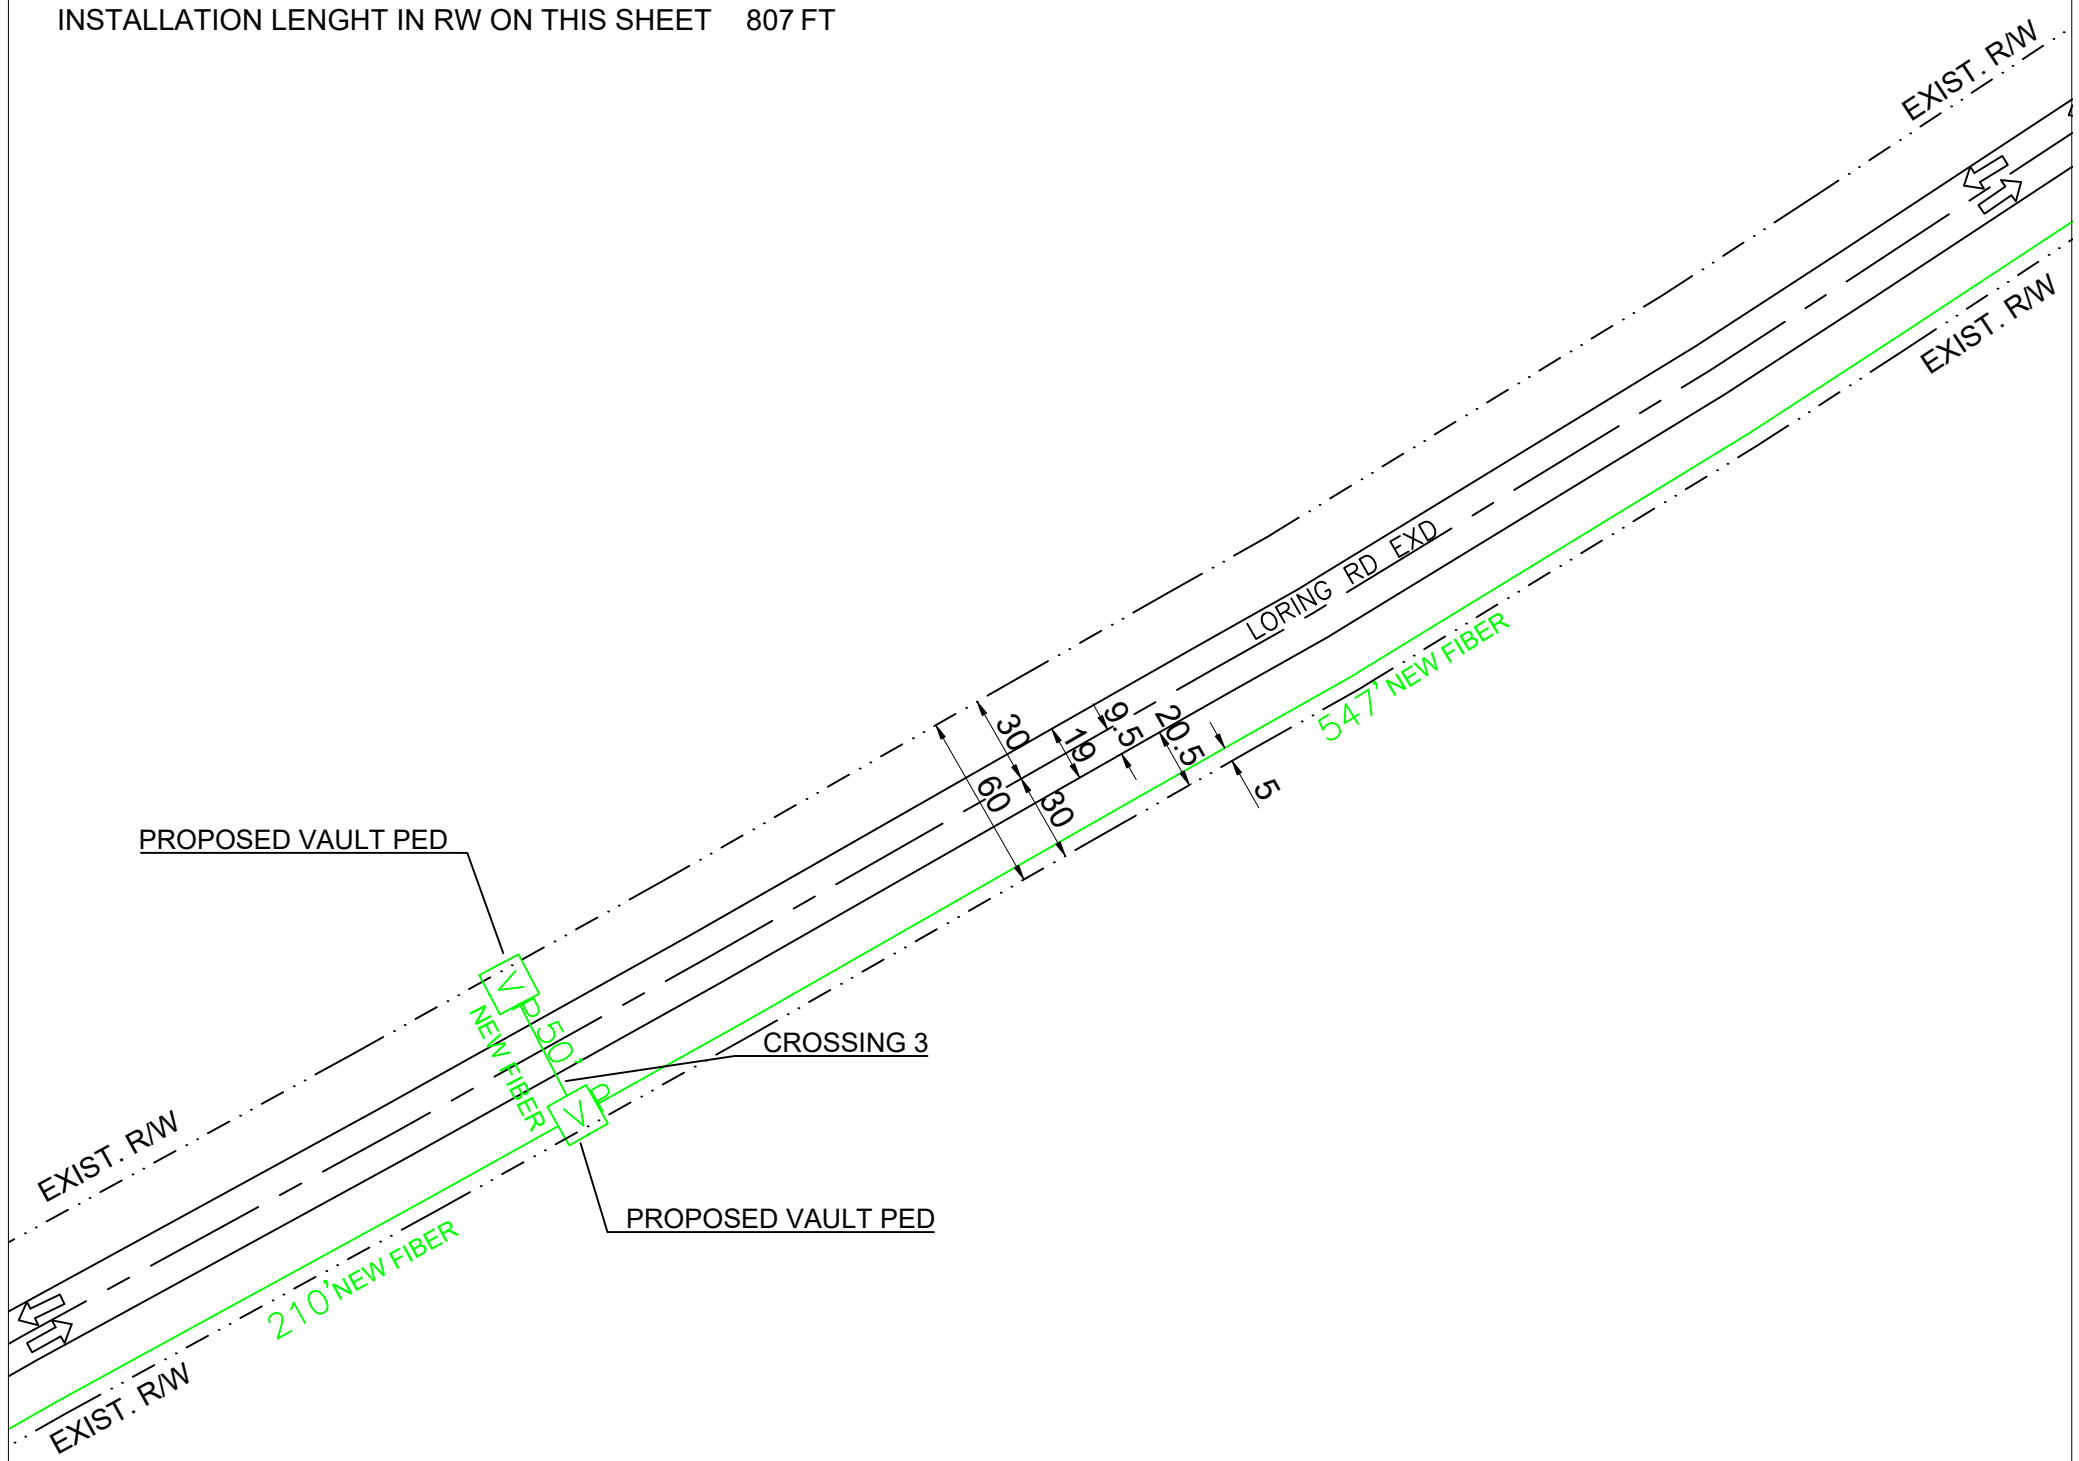 INSTALLATION LENGHT IN RW ON THIS SHEET 807 FT
EXIST. R/W
EXIST. R/W
LORING RD EXD
547' NEW FIBER
30
19
9.5
20.5
5
60
30
PROPOSED VAULT PED
V
P
50'
NEW FIBER
CROSSING 3
P
V
PROPOSED VAULT PED
EXIST. R/W
210' NEW FIBER
EXIST. R/W